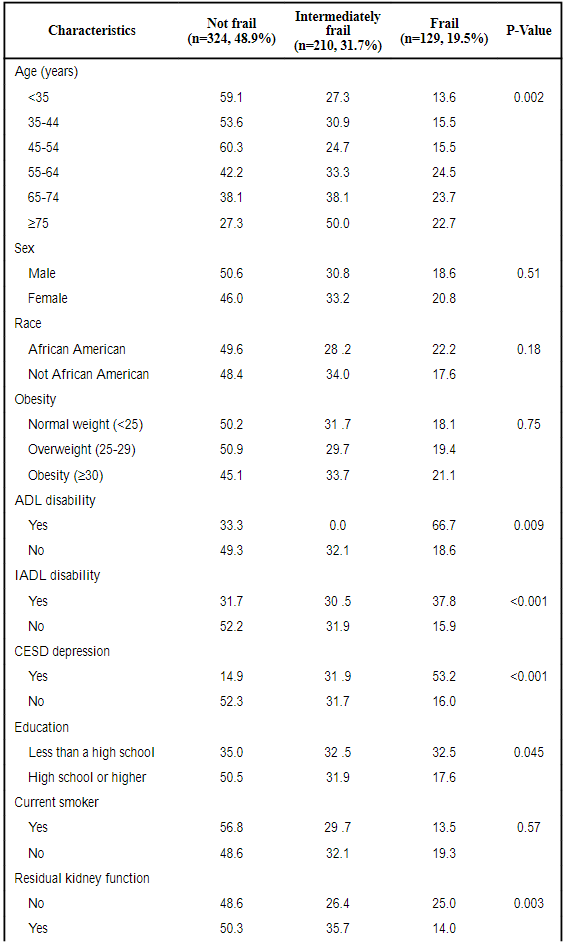 Characteristics Not frail (n=324, 48.9%) Intermediately frail (n=210, 31.7%) Frail (n=129, 19.5%) P-Value
Age (years)
<35 59.1 27.3 13.6 0.002
35-44 53.6 30.9 15.5
45-54 60.3 24.7 15.5
55-64 42.2 33.3 24.5
65-74 38.1 38.1 23.7
≥75 27.3 50.0 22.7
Sex
Male 50.6 30.8 18.6 0.51
Female 46.0 33.2 20.8
Race
African American 49.6 28 .2 22.2 0.18
Not African American 48.4 34.0 17.6
Obesity
Normal weight (<25) 50.2 31 .7 18.1 0.75
Overweight (25-29) 50.9 29.7 19.4
Obesity (≥30) 45.1 33.7 21.1
ADL disability
Yes 33.3 0.0 66.7 0.009
No 49.3 32.1 18.6
IADL disability
Yes 31.7 30 .5 37.8 <0.001
No 52.2 31.9 15.9
CESD depression
Yes 14.9 31 .9 53.2 <0.001
No 52.3 31.7 16.0
Education
Less than a high school 35.0 32 .5 32.5 0.045
High school or higher 50.5 31.9 17.6
Current smoker
Yes 56.8 29 .7 13.5 0.57
No 48.6 32.1 19.3
Residual kidney function
No 48.6 26.4 25.0 0.003
Yes 50.3 35.7 14.0